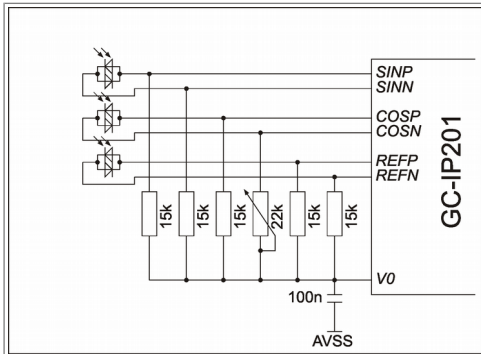 SINP
SINN
COSP
COSN
REFP
REFN
GC-IP201
15k
15k
15k
22k
15k
15k
V0
100n
AVSS